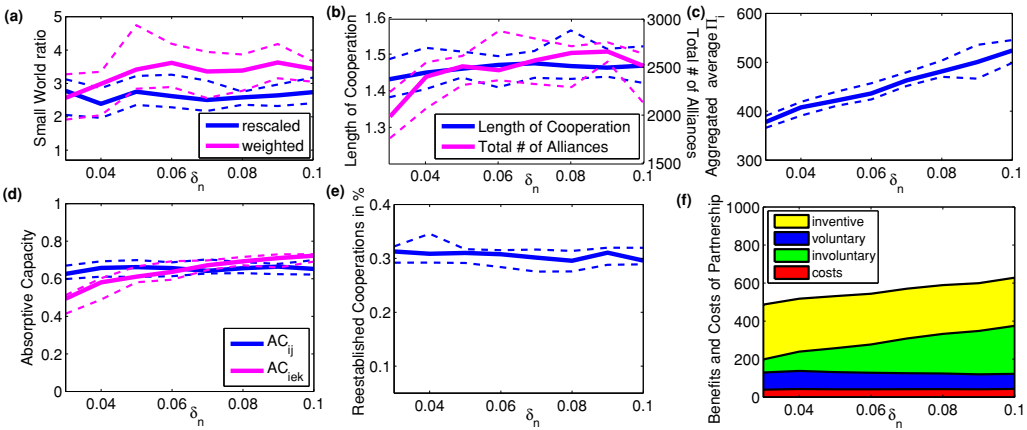 (a)
Small World ratio
5
4
3
2
1
0.04 0.06 0.08 0.1
δn
rescaled
weighted
(b)
Length of Cooperation
1.6
1.5
1.4
1.3
0.04 0.06 0.08 0.1
δn
3000
2500
2000
1500
Total # of Alliances
Length of Cooperation
Total # of Alliances
(c)
Aggregated average Πi
600
500
400
300
0.04 0.06 0.08 0.1
δn
(d)
Absorptive Capacity
1
0.8
0.6
0.4
0.2
0
0.04 0.06 0.08 0.1
δn
ACij
ACiek
(e)
Reestablished Cooperations in %
0.4
0.3
0.2
0.1
0
0.04 0.06 0.08 0.1
δn
(f)
Benefits and Costs of Partnership
1000
800
600
400
200
0
0.04 0.06 0.08 0.1
δn
inventive
voluntary
involuntary
costs